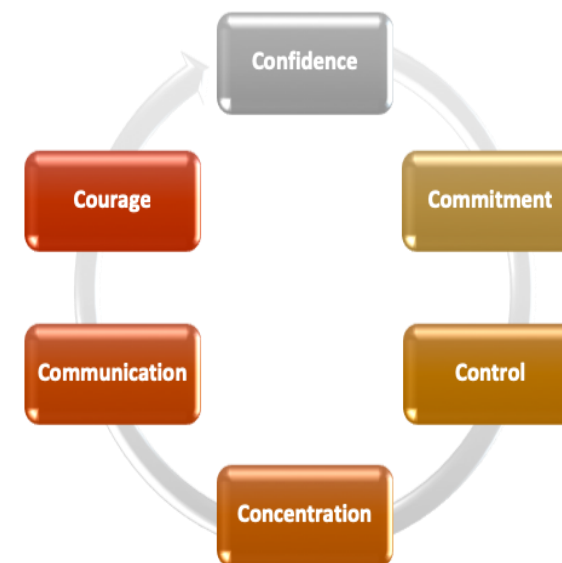 Confidence
Commitment
Control
Concentration
Communication
Courage